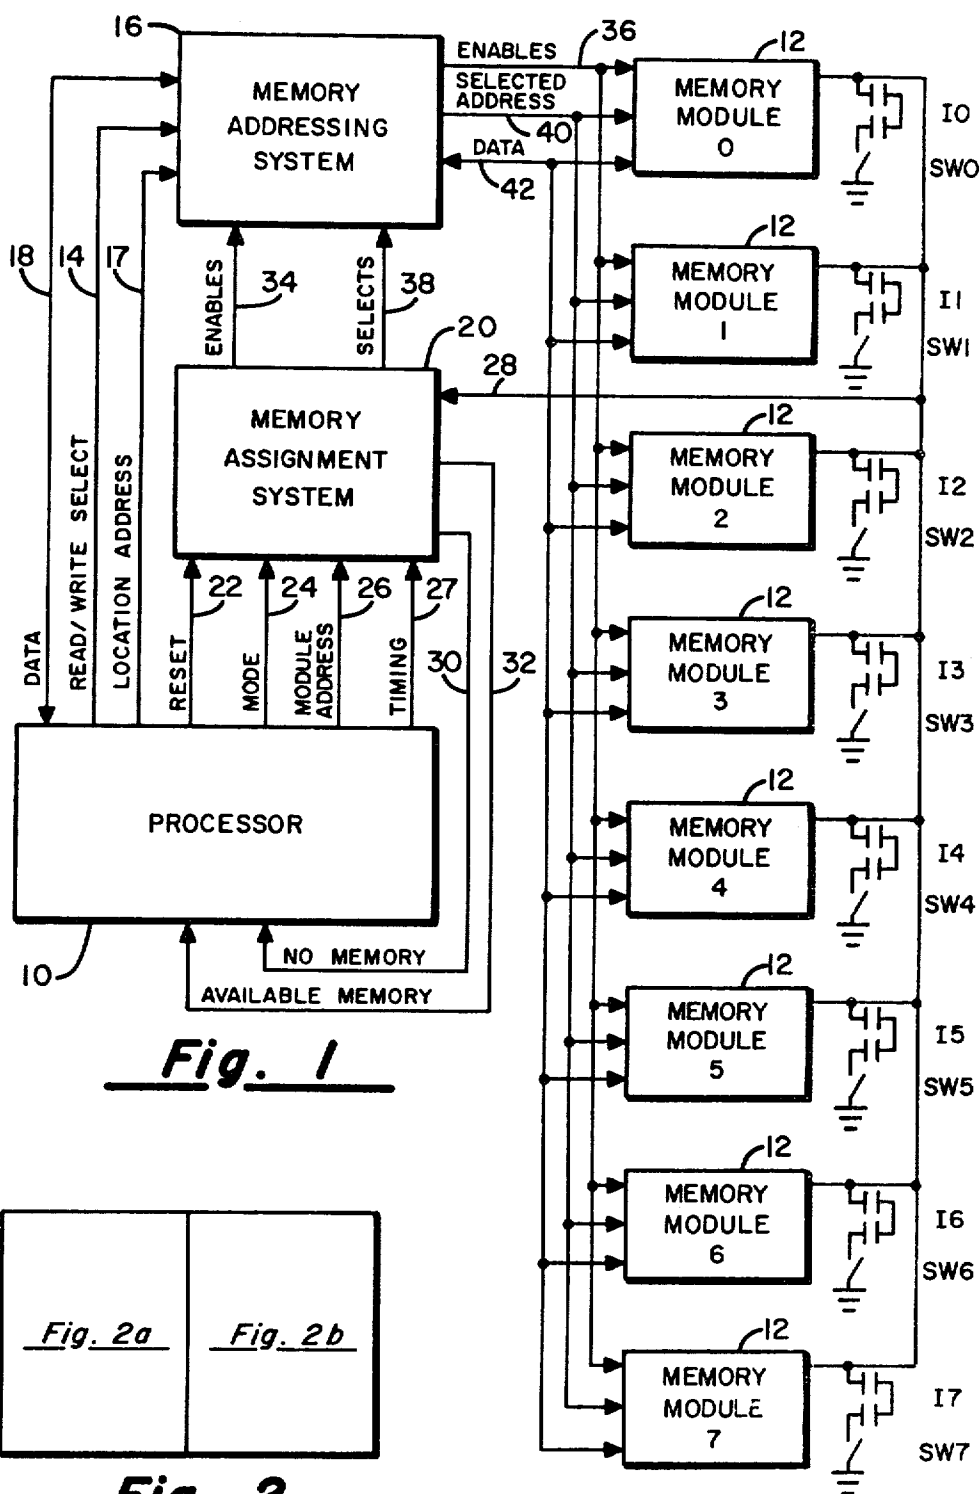 16
MEMORY
ADDRESSING
SYSTEM
ENABLES
36
SELECTED
ADDRESS
40
DATA
42
12
MEMORY
MODULE
0
I0
SW0
18
14
17
ENABLES
34
SELECTS
38
12
MEMORY
MODULE
1
I1
SW1
20
28
MEMORY
ASSIGNMENT
SYSTEM
12
MEMORY
MODULE
2
I2
SW2
DATA
READ/WRITE SELECT
LOCATION ADDRESS
RESET
22
MODE
24
MODULE
ADDRESS
26
TIMING
27
30
32
12
MEMORY
MODULE
3
I3
SW3
PROCESSOR
10
NO MEMORY
AVAILABLE MEMORY
12
MEMORY
MODULE
4
I4
SW4
Fig. 1
12
MEMORY
MODULE
5
I5
SW5
12
MEMORY
MODULE
6
I6
SW6
Fig. 2a
Fig. 2b
12
MEMORY
MODULE
7
I7
SW7
Fig. 2